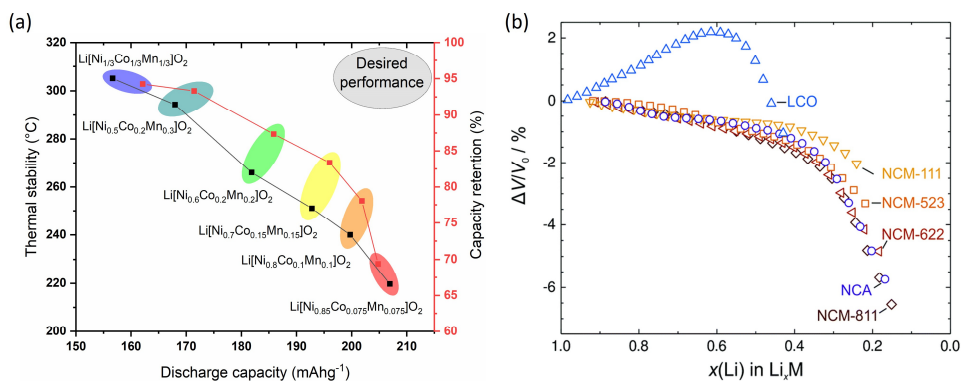 (a)
Thermal stability (°C)
320
300
280
260
240
220
200
150
160
170
180
190
200
210
Discharge capacity (mAhg⁻¹)
100
95
90
85
80
75
70
65
60
Capacity retention (%)
Li[Ni₁/₃Co₁/₃Mn₁/₃]O₂
Li[Ni₀.₅Co₀.₂Mn₀.₃]O₂
Li[Ni₀.₆Co₀.₂Mn₀.₂]O₂
Li[Ni₀.₇Co₀.₁₅Mn₀.₁₅]O₂
Li[Ni₀.₈Co₀.₁Mn₀.₁]O₂
Li[Ni₀.₈₅Co₀.₀₇₅Mn₀.₀₇₅]O₂
Desired
performance
(b)
ΔV/V₀ / %
2
0
-2
-4
-6
1.0
0.8
0.6
0.4
0.2
0.0
x(Li) in LiₓM
LCO
NCM-111
NCM-523
NCM-622
NCA
NCM-811